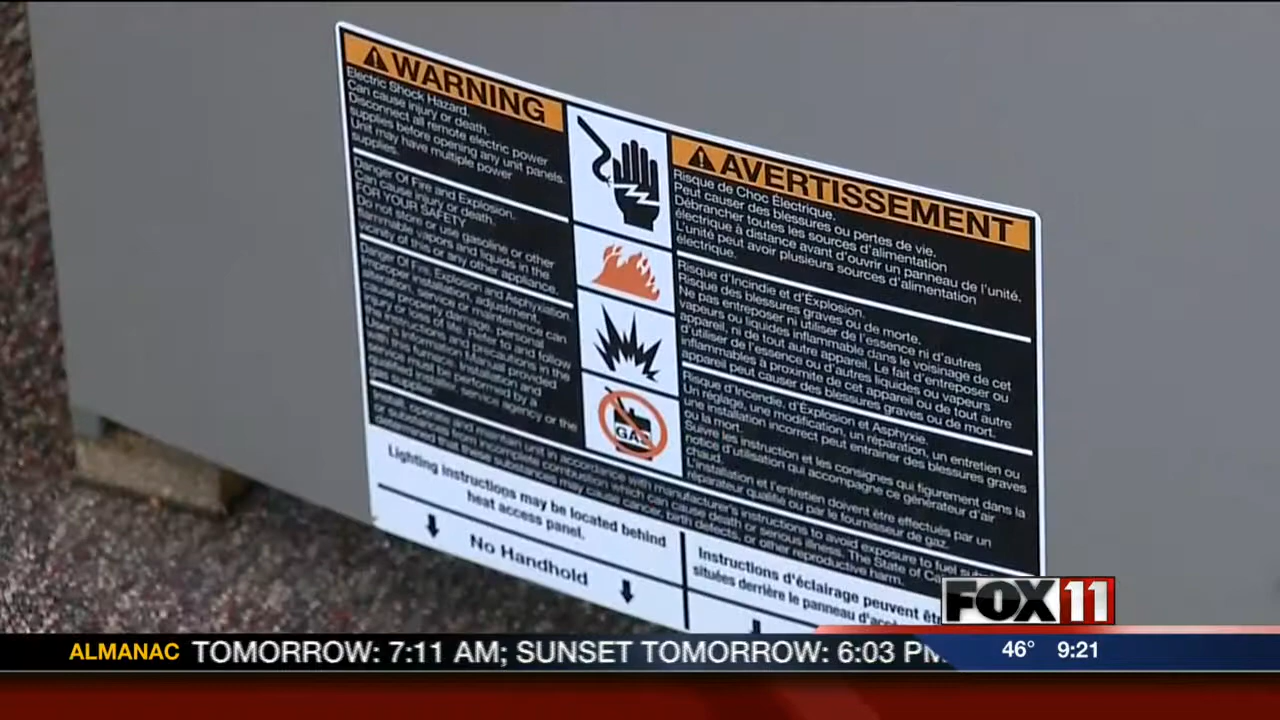 WARNING
Electric Shock Hazard.
Can cause injury or death.
Disconnect all remote electric power
supplies before opening any unit panels.
Unit may have multiple power
supplies.
Danger Of Fire and Explosion.
Can cause injury or death.
FOR YOUR SAFETY
Do not store or use gasoline or other
flammable vapors and liquids in the
vicinity of this or any other appliance.
Danger Of Fire, Explosion and Asphyxiation.
Improper installation, adjustment,
alteration, service or maintenance can
cause property damage, personal
injury or loss of life. Refer to and follow
the instructions and precautions in the
User's Information Manual provided
with this furnace. Installation and
service must be performed by a
qualified installer, service agency or the
gas supplier.
GAS
AVERTISSEMENT
Risque de Choc Électrique.
Peut causer des blessures ou pertes de vie.
Débrancher toutes les sources d'alimentation
électrique à distance avant d'ouvrir un panneau de l'unité.
L'unité peut avoir plusieurs sources d'alimentation
électrique.
Risque d'Incindie et d'Explosion.
Risque des blessures graves ou de morte.
Ne pas entreposer ni utiliser de l'essence ni d'autres
vapeurs ou liquides inflammable dans le voisinage de cet
appareil, ni de tout autre appareil. Le fait d'entreposer ou
d'utiliser de l'essence ou d'autres liquides ou vapeurs
inflammables à proximite de cet appareil ou de tout autre
appareil peut causer des blessures graves ou de mort.
Risque d'Incendie, d'Explosion et Asphyxie.
Un réglage, une modification, un réparation, un entretien ou
une installation incorrect peut entraîner des blessures graves
ou la mort.
Suivre les instruction et les consignes qui figurement dans la
notice d'utilisation qui accompagne ce générateur d'air
chaud.
L'installation et l'entretien doivent être effectués par un
réparateur qualifié ou par le fournisseur de gaz.
Install, operate and maintain unit in accordance with manufacturer's instructions to avoid exposure to fuel
or substances from incomplete combustion which can cause death or serious illness. The State of
determined that these substances may cause cancer, birth defects, or other reproductive harm.
Lighting instructions may be located behind
heat access panel.
No Handhold
Instructions d'éclairage peuvent
situées derrière le panneau
FOX 11
ALMANAC TOMORROW: 7:11 AM; SUNSET TOMORROW: 6:03 PM. 46° 9:21